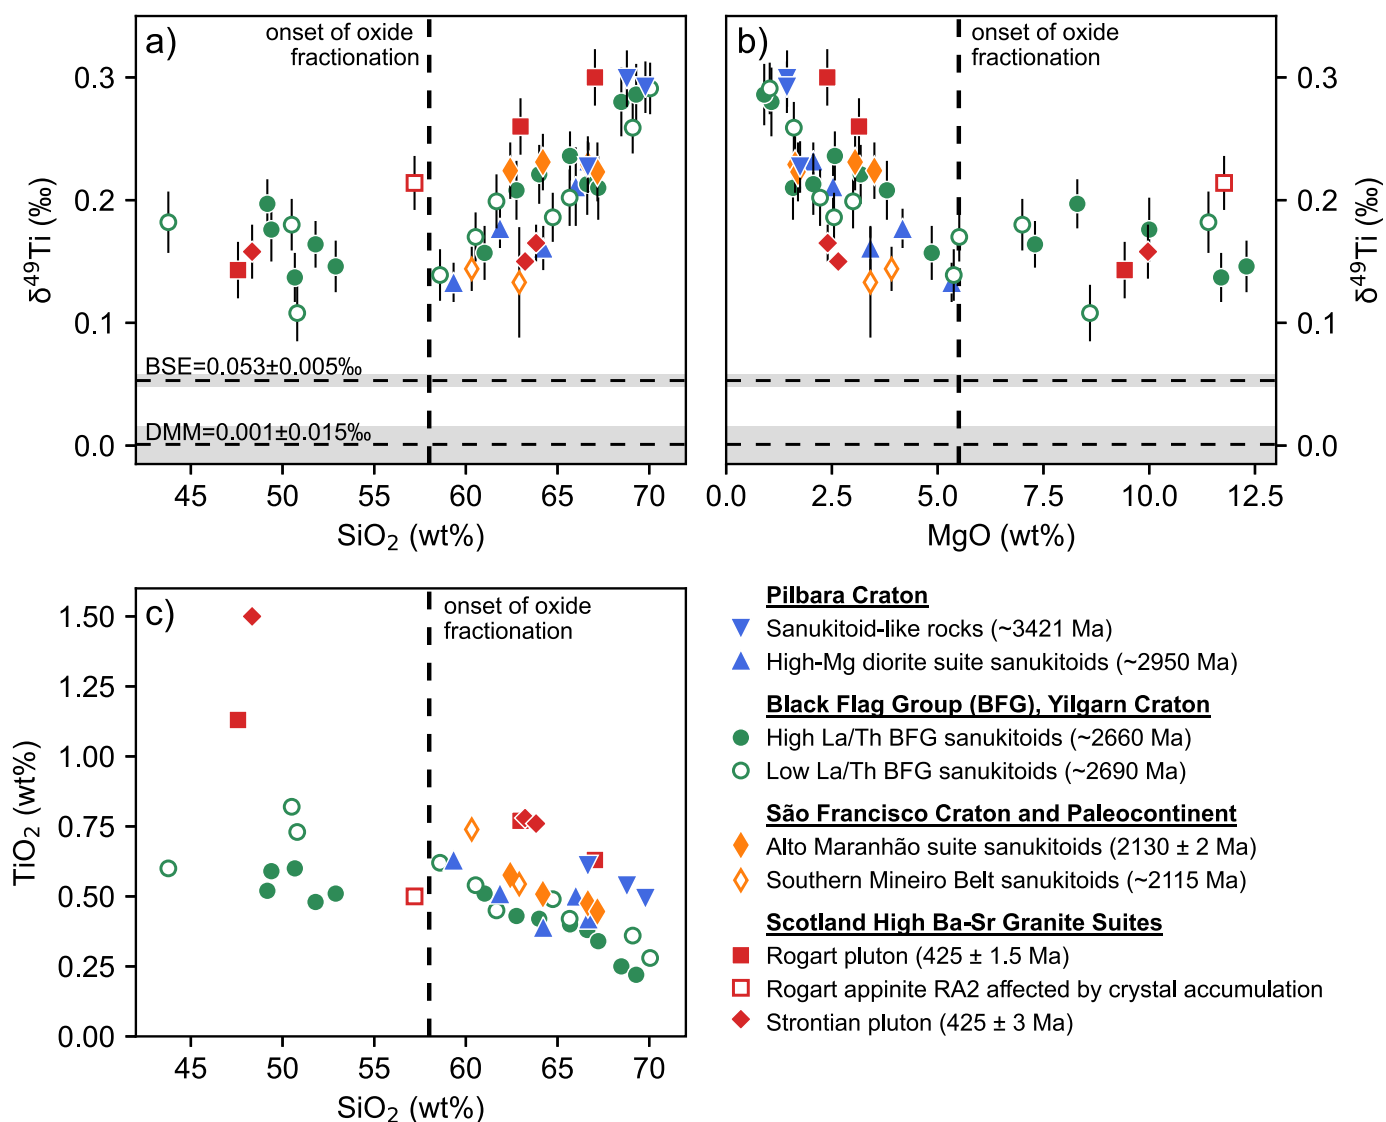 a)
onset of oxide
fractionation
0.3
0.2
0.1
0.0
δ⁴⁹Ti (‰)
BSE=0.053±0.005‰
DMM=0.001±0.015‰
45 50 55 60 65 70
SiO₂ (wt%)
b)
onset of oxide
fractionation
0.3
0.2
0.1
0.0
δ⁴⁹Ti (‰)
0.0 2.5 5.0 7.5 10.0 12.5
MgO (wt%)
c)
onset of oxide
fractionation
1.50
1.25
1.00
0.75
0.50
0.25
0.00
TiO₂ (wt%)
45 50 55 60 65 70
SiO₂ (wt%)
Pilbara Craton
Sanukitoid-like rocks (~3421 Ma)
High-Mg diorite suite sanukitoids (~2950 Ma)
Black Flag Group (BFG), Yilgarn Craton
High La/Th BFG sanukitoids (~2660 Ma)
Low La/Th BFG sanukitoids (~2690 Ma)
São Francisco Craton and Paleocontinent
Alto Maranhão suite sanukitoids (2130 ± 2 Ma)
Southern Mineiro Belt sanukitoids (~2115 Ma)
Scotland High Ba-Sr Granite Suites
Rogart pluton (425 ± 1.5 Ma)
Rogart appinite RA2 affected by crystal accumulation
Strontian pluton (425 ± 3 Ma)